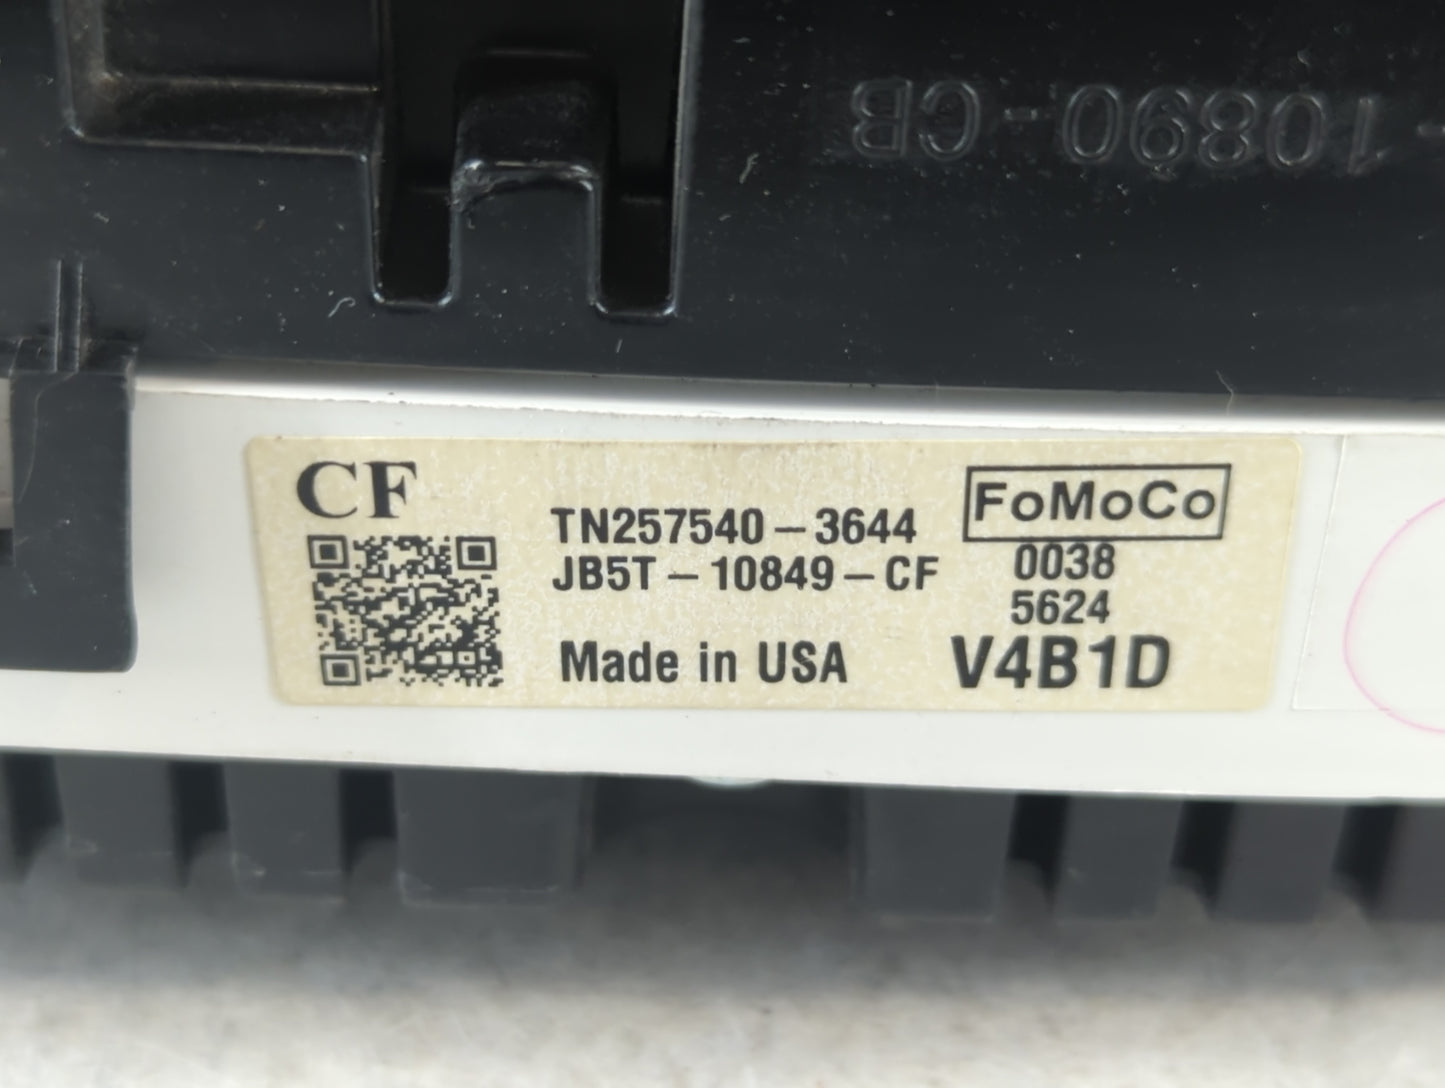 -10890-CB
CF
TN257540-3644
JB5T-10849-CF
Made in USA
FoMoCo
0038
5624
V4B1D